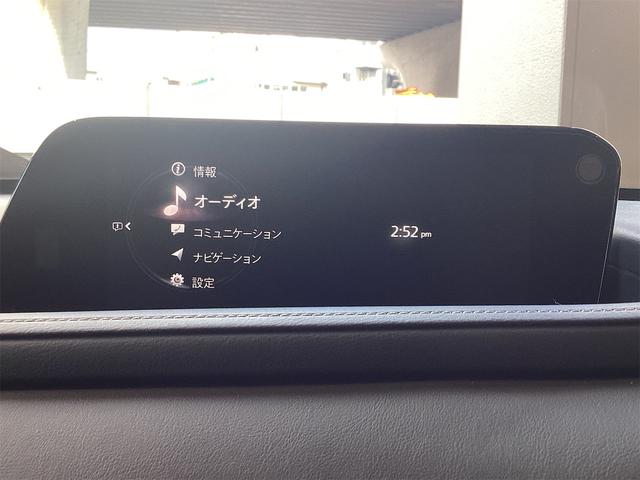 情報
オーディオ
コミュニケーション
ナビゲーション
設定
2:52 pm